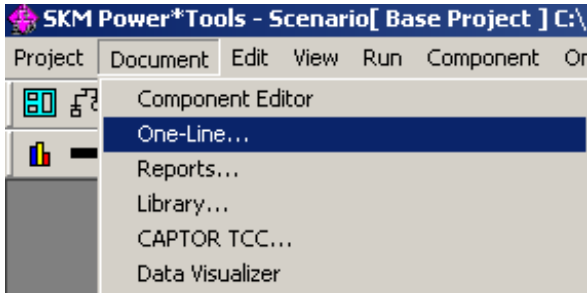 SKM Power*Tools - Scenario[ Base Project ] C:\
Project Document Edit View Run Component
Component Editor
One-Line...
Reports...
Library...
CAPTOR TCC...
Data Visualizer